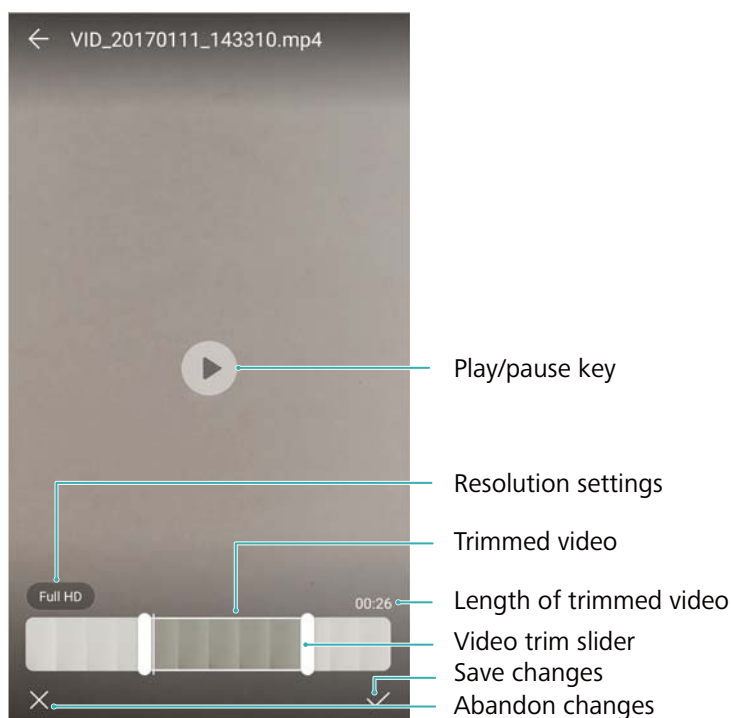 VID_20170111_143310.mp4
Play/pause key
Resolution settings
Trimmed video
Full HD
00:26
Length of trimmed video
Video trim slider
Save changes
Abandon changes